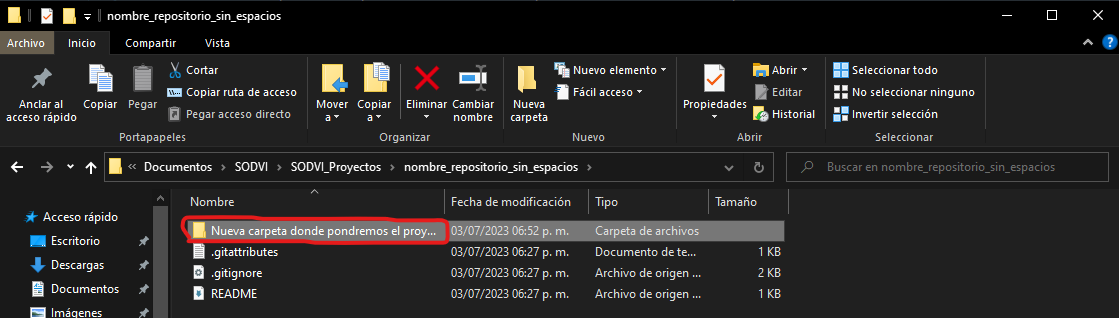 nombre_repositorio_sin_espacios
Archivo Inicio Compartir Vista
Anclar al acceso rápido
Copiar
Pegar
Cortar
Copiar ruta de acceso
Pegar acceso directo
Portapapeles
Mover a
Copiar a
Eliminar
Cambiar nombre
Organizar
Nueva carpeta
Nuevo elemento
Fácil acceso
Nuevo
Propiedades
Abrir
Editar
Historial
Abrir
Seleccionar todo
No seleccionar ninguno
Invertir selección
Seleccionar
Documentos > SODVI > SODVI_Proyectos > nombre_repositorio_sin_espacios >
Buscar en nombre_repositorio_sin_espacios
Acceso rápido
Escritorio
Descargas
Documentos
Imágenes
Nombre Fecha de modificación Tipo Tamaño
Nueva carpeta donde pondremos el proy... 03/07/2023 06:52 p. m. Carpeta de archivos
.gitattributes 03/07/2023 06:27 p. m. Documento de te... 1 KB
.gitignore 03/07/2023 06:27 p. m. Archivo de origen ... 2 KB
README 03/07/2023 06:27 p. m. Archivo de origen ... 1 KB